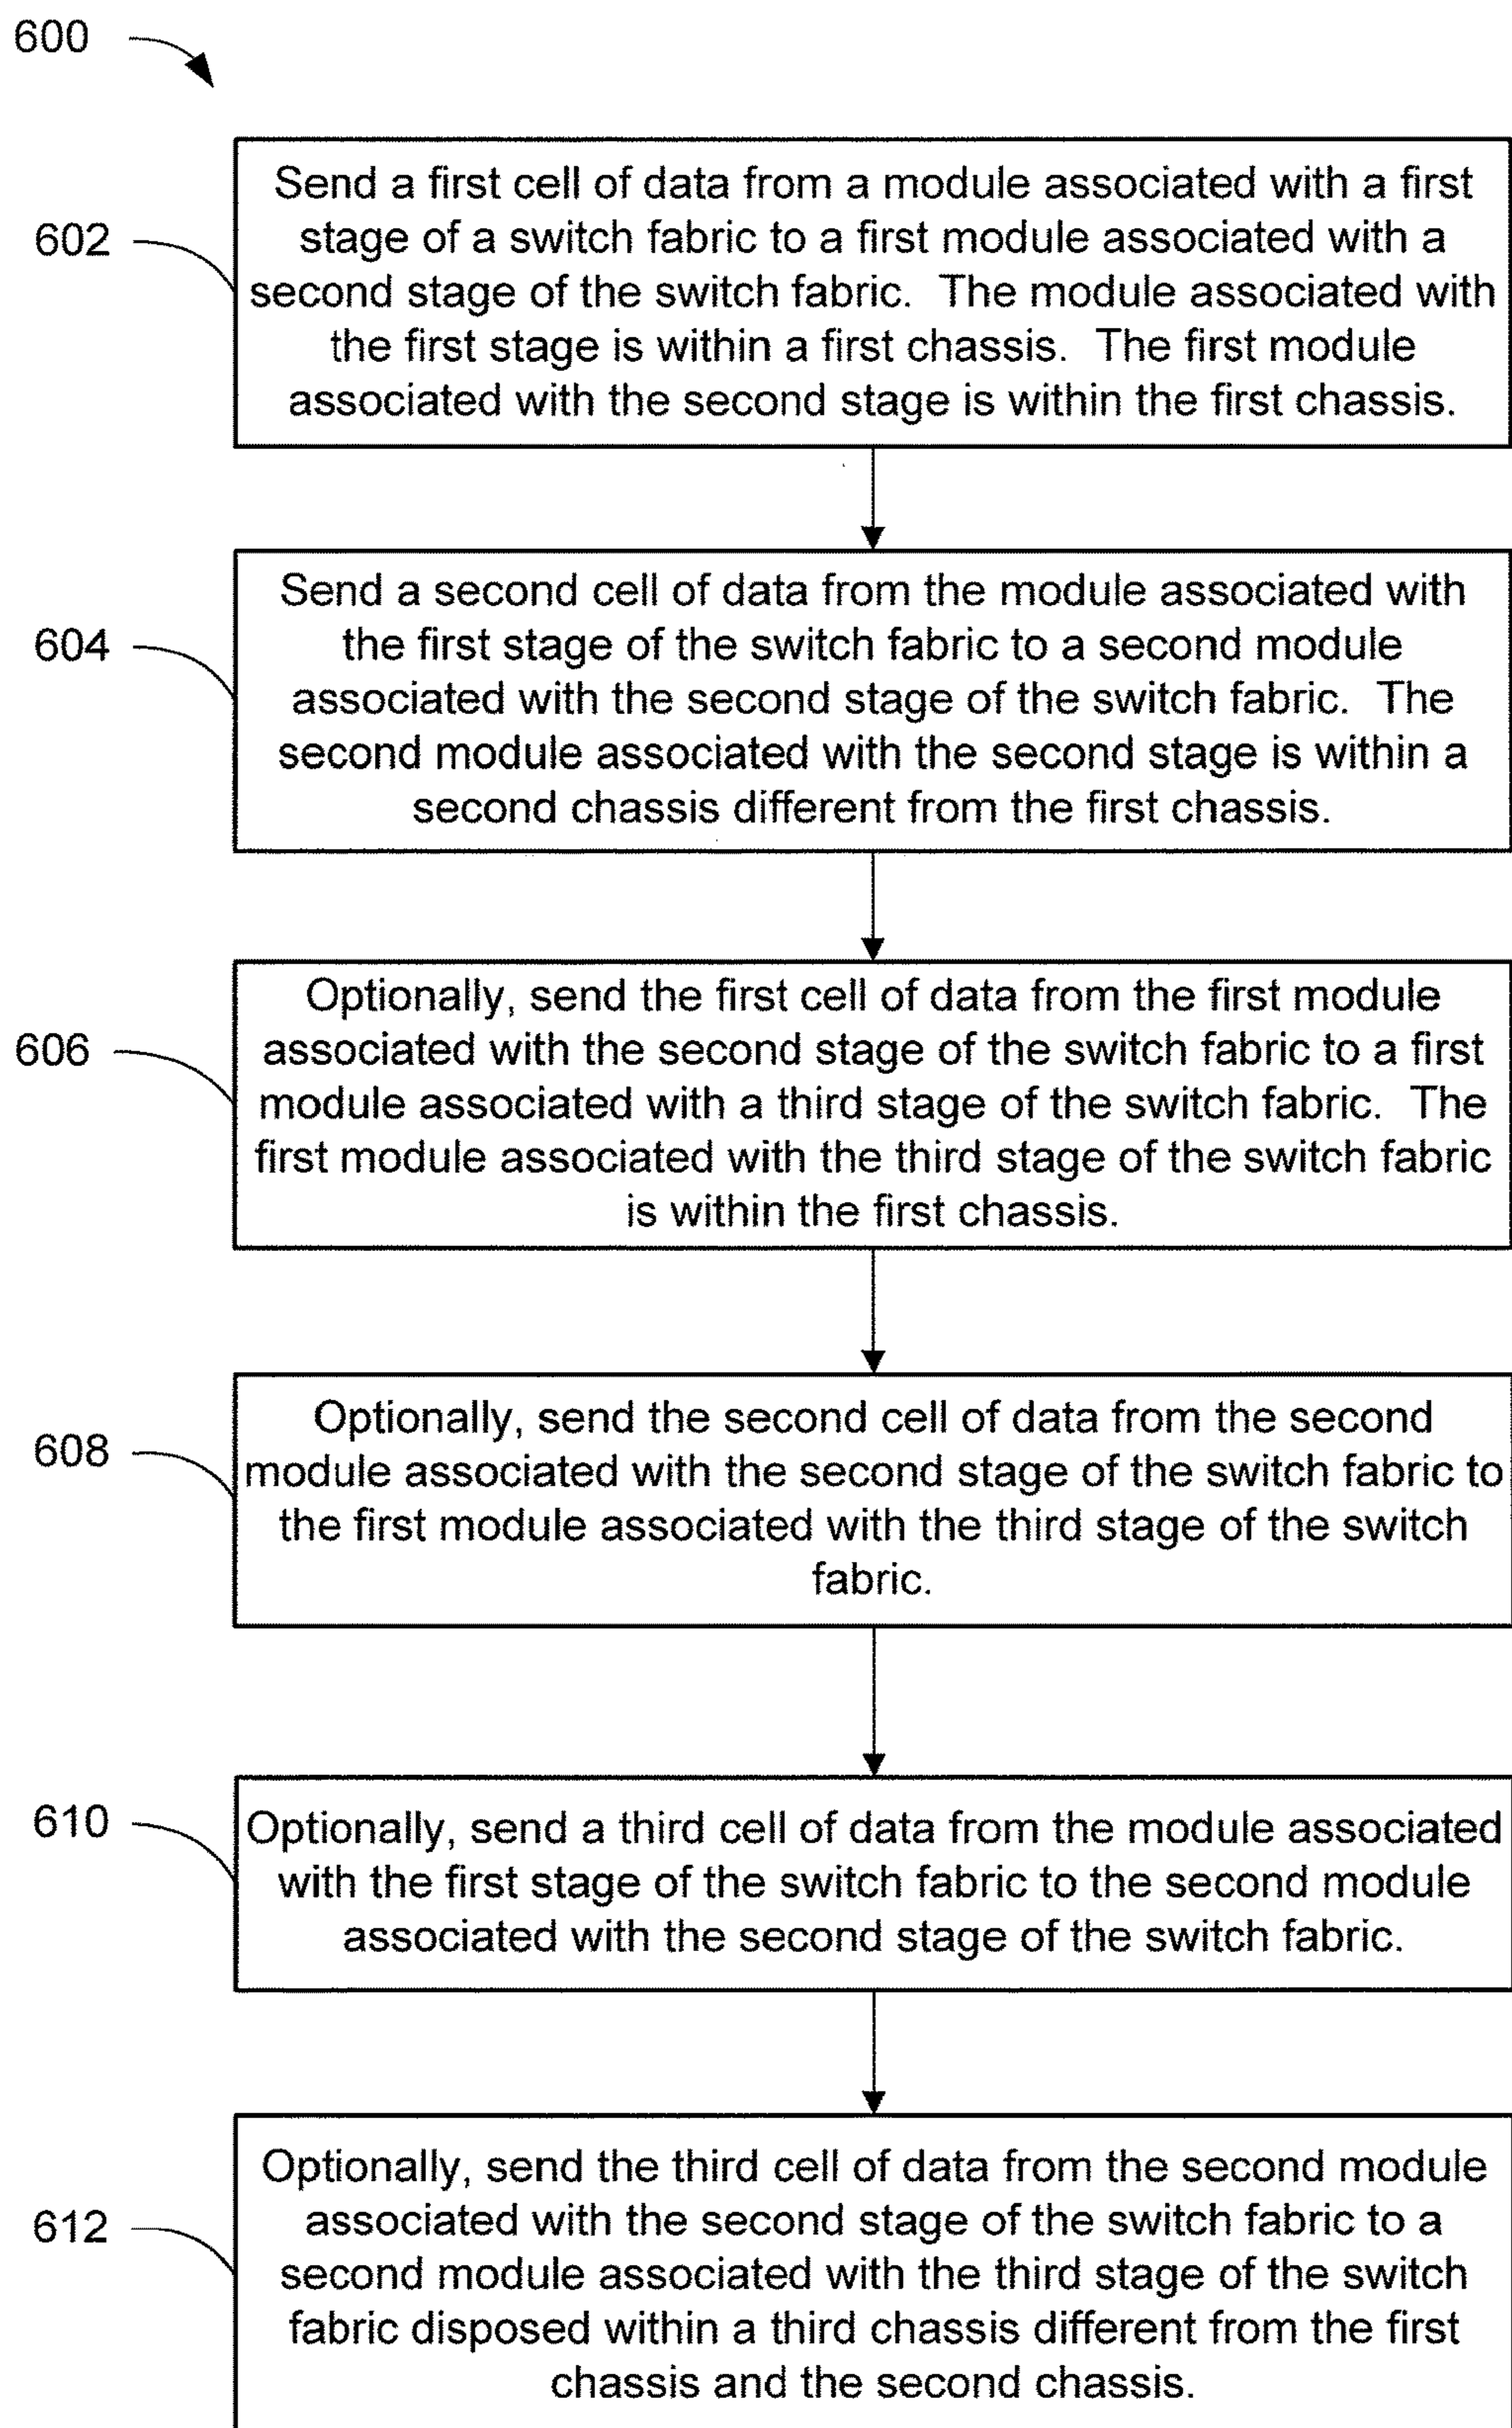 600
602
Send a first cell of data from a module associated with a first
stage of a switch fabric to a first module associated with a
second stage of the switch fabric.  The module associated with
the first stage is within a first chassis.  The first module
associated with the second stage is within the first chassis.
604
Send a second cell of data from the module associated with
the first stage of the switch fabric to a second module
associated with the second stage of the switch fabric.  The
second module associated with the second stage is within a
second chassis different from the first chassis.
606
Optionally, send the first cell of data from the first module
associated with the second stage of the switch fabric to a first
module associated with a third stage of the switch fabric.  The
first module associated with the third stage of the switch fabric
is within the first chassis.
608
Optionally, send the second cell of data from the second
module associated with the second stage of the switch fabric to
the first module associated with the third stage of the switch
fabric.
610
Optionally, send a third cell of data from the module associated
with the first stage of the switch fabric to the second module
associated with the second stage of the switch fabric.
612
Optionally, send the third cell of data from the second module
associated with the second stage of the switch fabric to a
second module associated with the third stage of the switch
fabric disposed within a third chassis different from the first
chassis and the second chassis.